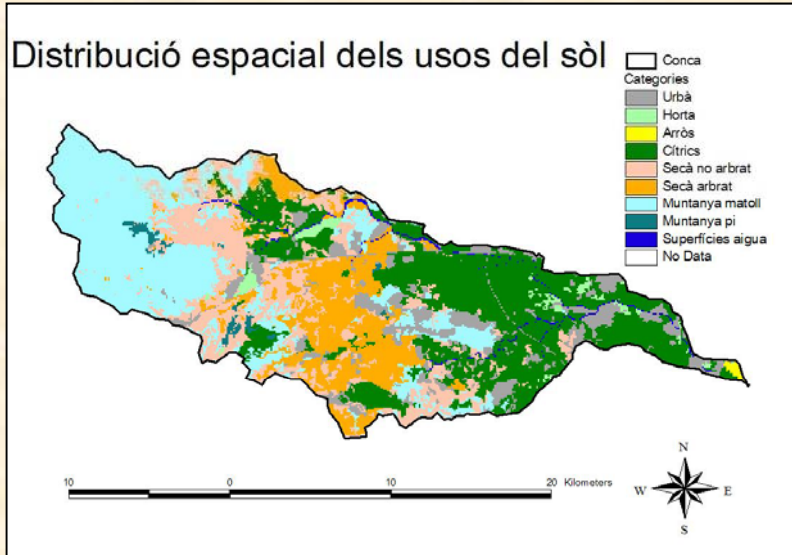 Distribució espacial dels usos del sòl
Conca
Categories
Urbà
Horta
Arròs
Cítrics
Secà no arbrat
Secà arbrat
Muntanya matoll
Muntanya pi
Superfícies aigua
No Data
10 0 10 20 Kilometers
N
W E
S